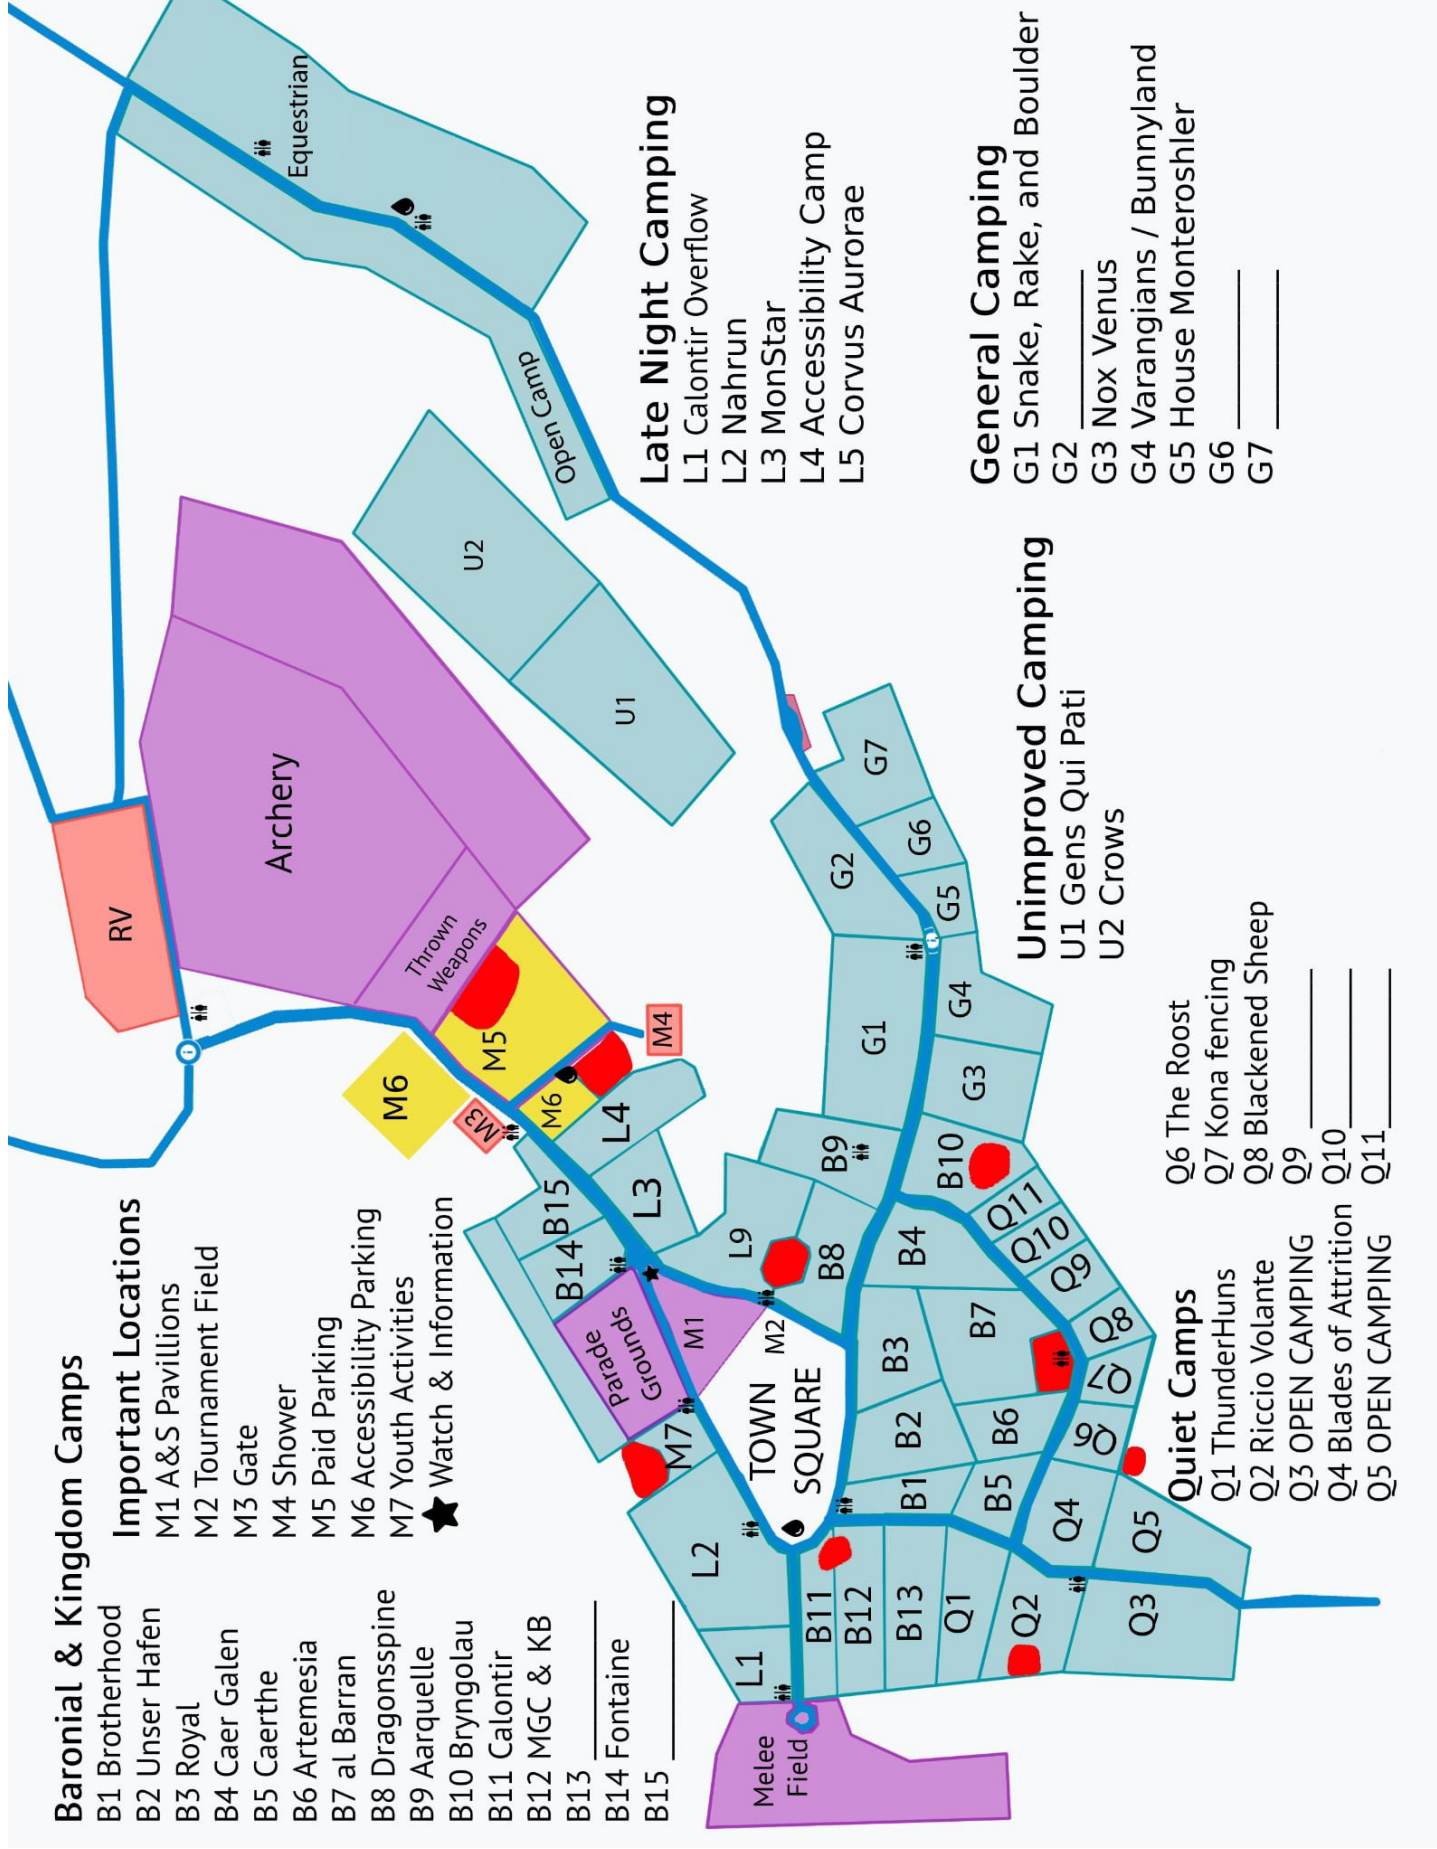 Baronial & Kingdom Camps
B1 Brotherhood
B2 Unser Hafen
B3 Royal
B4 Caer Galen
B5 Caerthe
B6 Artemesia
B7 al Barran
B8 Dragonsspine
B9 Aarquelle
B10 Bryngolau
B11 Calontir
B12 MGC & KB
B13 ________
B14 Fontaine
B15 ________
Important Locations
M1 A&S Pavillions
M2 Tournament Field
M3 Gate
M4 Shower
M5 Paid Parking
M6 Accessibility Parking
M7 Youth Activities
★ Watch & Information
Late Night Camping
L1 Calontir Overflow
L2 Nahrun
L3 MonStar
L4 Accessibility Camp
L5 Corvus Aurorae
General Camping
G1 Snake, Rake, and Boulder
G2 ________
G3 Nox Venus
G4 Varangians / Bunnyland
G5 House Monteroshler
G6 ________
G7 ________
Unimproved Camping
U1 Gens Qui Pati
U2 Crows
Quiet Camps
Q1 ThunderHuns
Q2 Riccio Volante
Q3 OPEN CAMPING
Q4 Blades of Attrition
Q5 OPEN CAMPING
Q6 The Roost
Q7 Kona fencing
Q8 Blackened Sheep
Q9 ________
Q10 ________
Q11 ________
Equestrian
Open Camp
U2
U1
Archery
RV
Thrown
Weapons
M5
M6
M3
M4
M6
L4
L3
B15
B14
Parade
Grounds
M1
M2
M7
TOWN
SQUARE
L9
B8
B9
L2
L1
Melee
Field
B11
B12
B13
Q1
Q2
Q3
Q4
Q5
B1
B2
B3
B4
B5
B6
B7
B10
Q6
Q7
Q8
Q9
Q10
Q11
G1
G2
G3
G4
G5
G6
G7